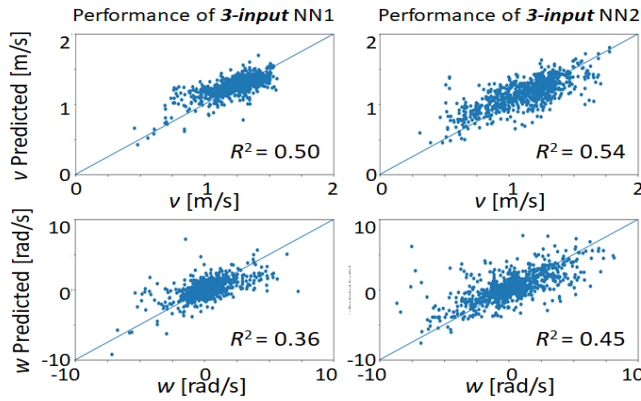 Performance of 3-input NN1
Performance of 3-input NN2
v Predicted [m/s]
2
1
0
R² = 0.50
0
1
2
v [m/s]
2
1
0
R² = 0.54
0
1
2
v [m/s]
w Predicted [rad/s]
10
0
-10
R² = 0.36
-10
0
10
w [rad/s]
10
0
-10
R² = 0.45
0
10
w [rad/s]